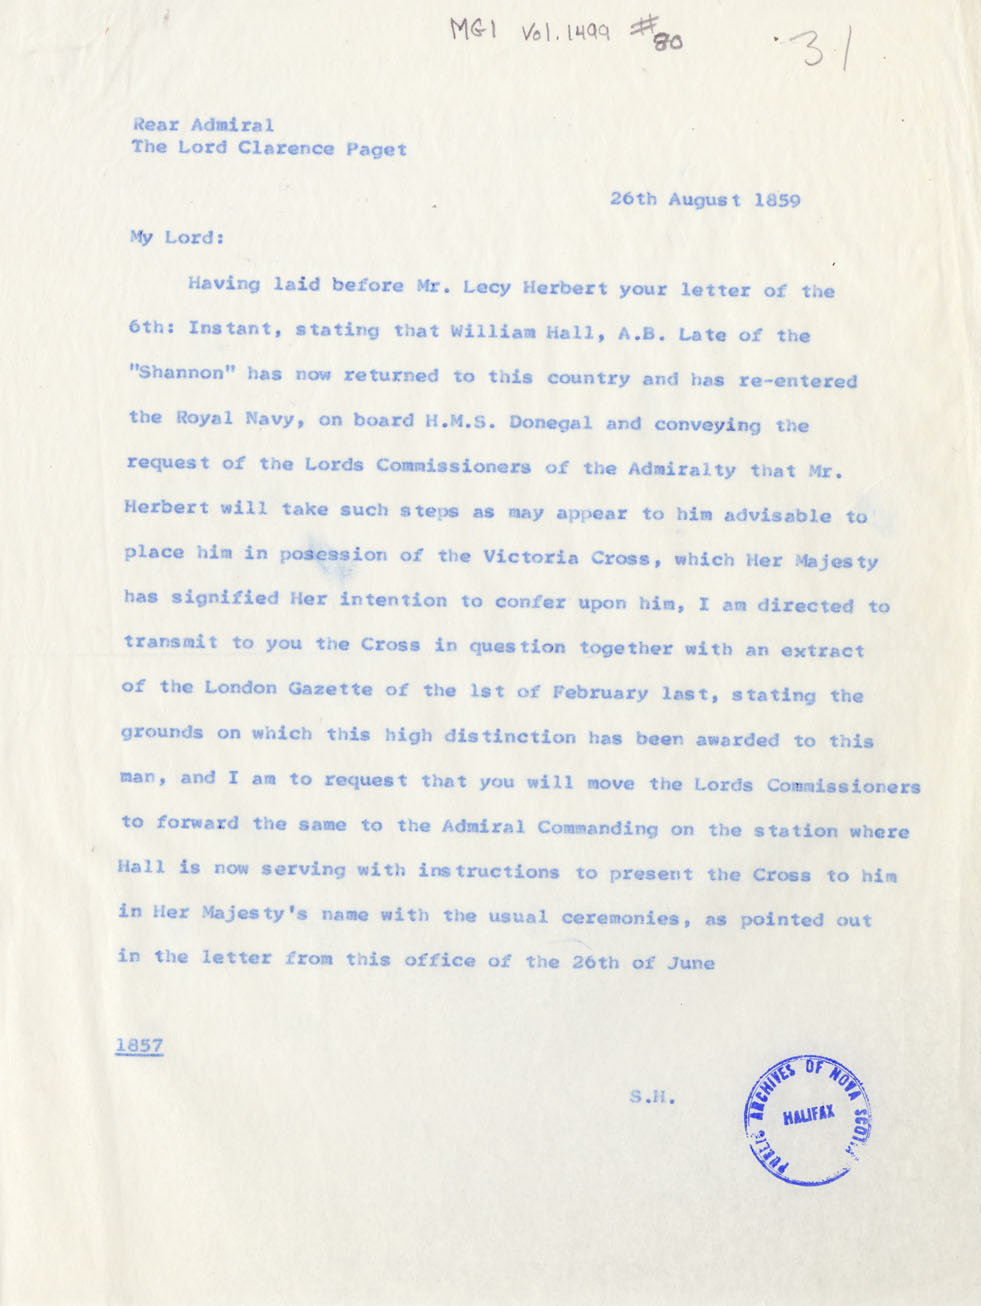 MG1 Vol. 1499 #80
31
Rear Admiral
The Lord Clarence Paget
26th August 1859
My Lord:
Having laid before Mr. Lecy Herbert your letter of the
6th: Instant, stating that William Hall, A.B. Late of the
"Shannon" has now returned to this country and has re-entered
the Royal Navy, on board H.M.S. Donegal and conveying the
request of the Lords Commissioners of the Admiralty that Mr.
Herbert will take such steps as may appear to him advisable to
place him in posession of the Victoria Cross, which Her Majesty
has signified Her intention to confer upon him, I am directed to
transmit to you the Cross in question together with an extract
of the London Gazette of the 1st of February last, stating the
grounds on which this high distinction has been awarded to this
man, and I am to request that you will move the Lords Commissioners
to forward the same to the Admiral Commanding on the station where
Hall is now serving with instructions to present the Cross to him
in Her Majesty's name with the usual ceremonies, as pointed out
in the letter from this office of the 26th of June
1857
S.H.
PUBLIC ARCHIVES OF NOVA SCOTIA
HALIFAX